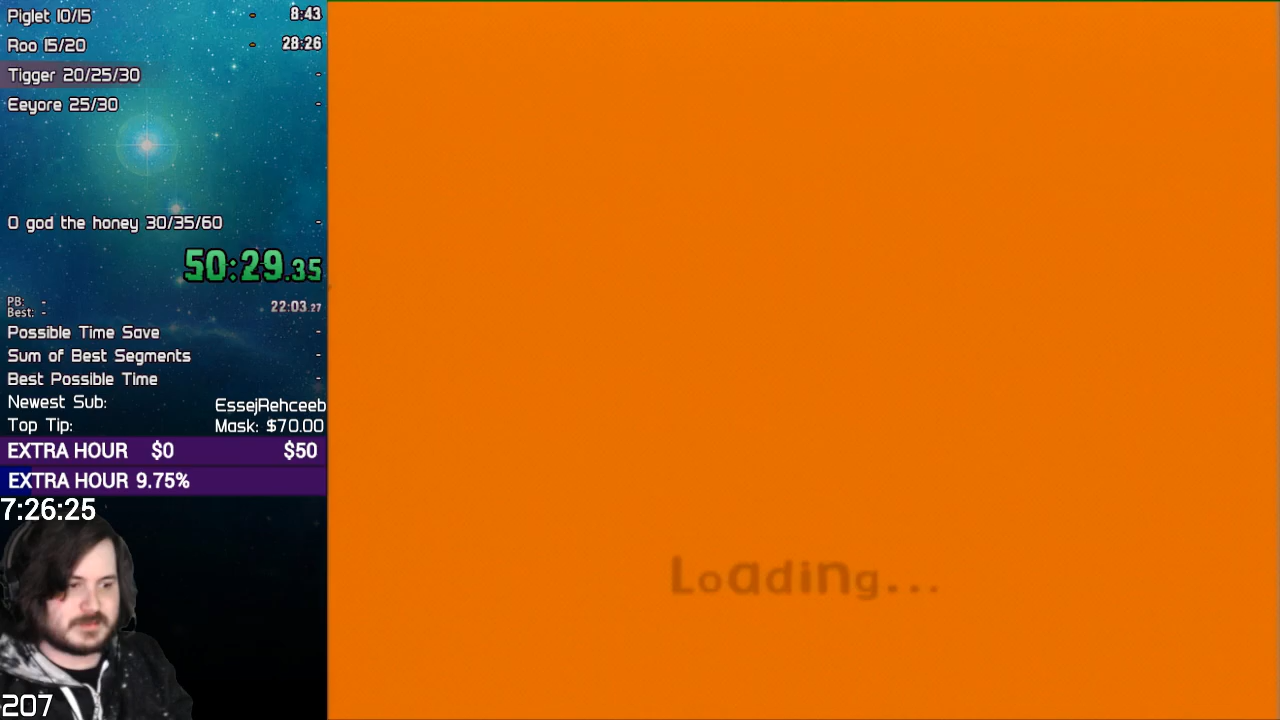 Piglet 10/15 - 8:43
Roo 15/20 - 28:26
Tigger 20/25/30 -
Eeyore 25/30 -
O god the honey 30/35/60 -
50:29.35
PB: - 22:03.27
Best: -
Possible Time Save -
Sum of Best Segments -
Best Possible Time -
Newest Sub: EssejRehceeb
Top Tip: Mask: $70.00
EXTRA HOUR $0 $50
EXTRA HOUR 9.75%
7:26:25
207
Loading...